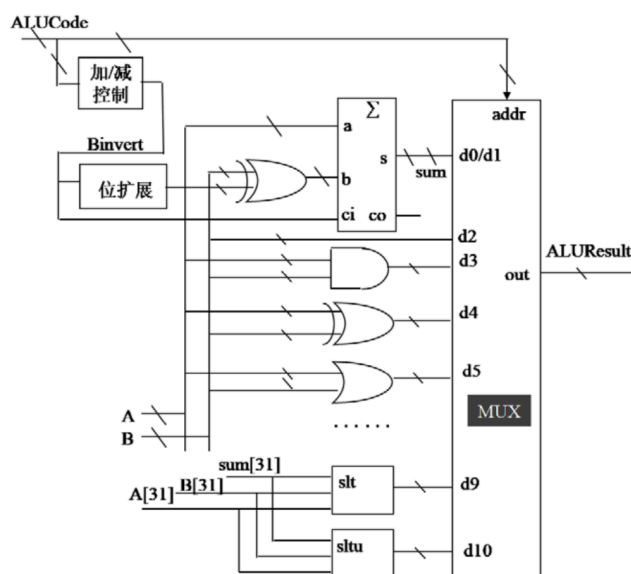 ALUCode
加/减
控制
Binvert
位扩展
Σ
a
b
s
ci co
sum
addr
d0/d1
d2
d3
d4
d5
out
ALUResult
MUX
A
B
......
sum[31]
B[31]
A[31]
slt
d9
sltu
d10